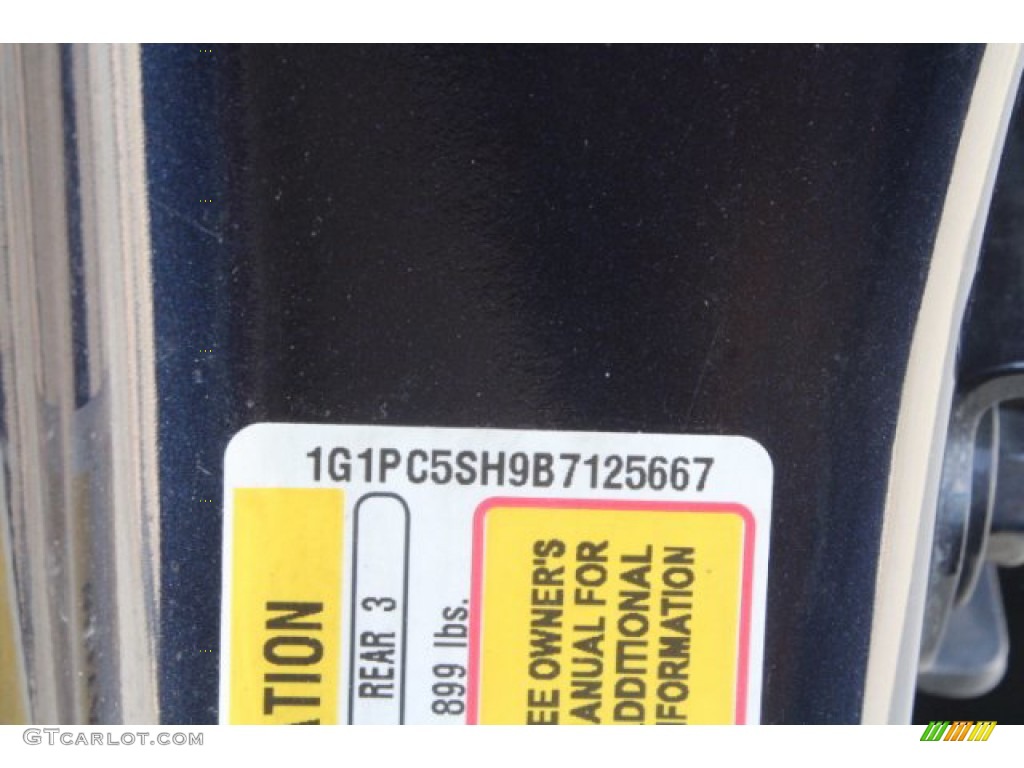 1G1PC5SH9B7125667
ATION
REAR 3
899 lbs.
EE OWNER'S
ANUAL FOR
DDITIONAL
FORMATION
GTCARLOT.COM